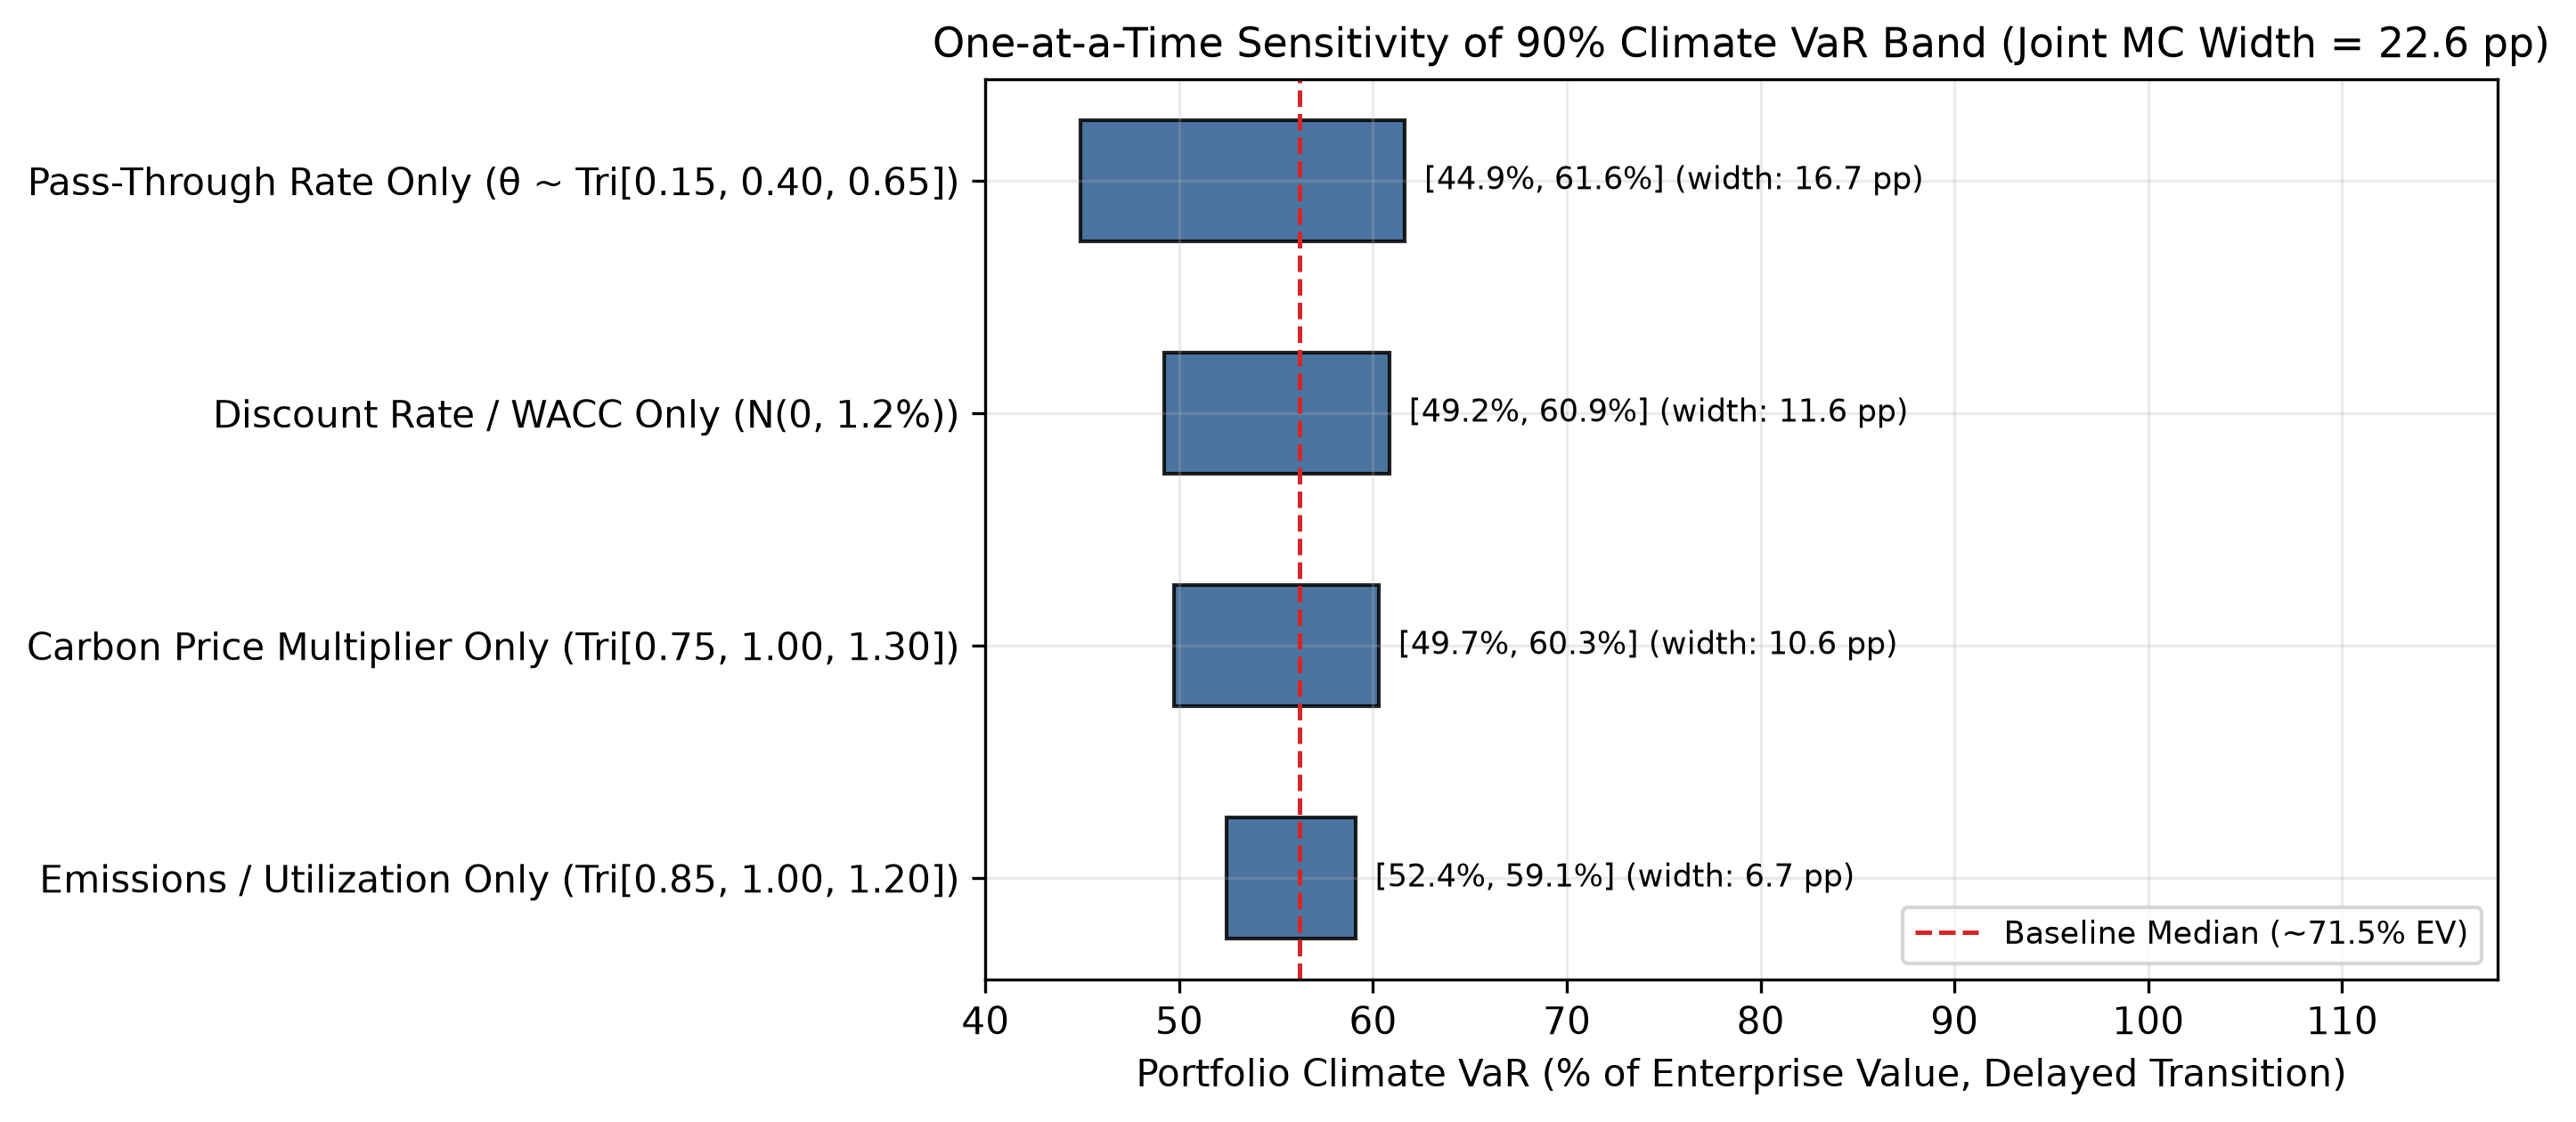 One-at-a-Time Sensitivity of 90% Climate VaR Band (Joint MC Width = 22.6 pp)
Pass-Through Rate Only (θ ~ Tri[0.15, 0.40, 0.65])
[44.9%, 61.6%] (width: 16.7 pp)
Discount Rate / WACC Only (N(0, 1.2%))
[49.2%, 60.9%] (width: 11.6 pp)
Carbon Price Multiplier Only (Tri[0.75, 1.00, 1.30])
[49.7%, 60.3%] (width: 10.6 pp)
Emissions / Utilization Only (Tri[0.85, 1.00, 1.20])
[52.4%, 59.1%] (width: 6.7 pp)
Baseline Median (~71.5% EV)
40 50 60 70 80 90 100 110
Portfolio Climate VaR (% of Enterprise Value, Delayed Transition)